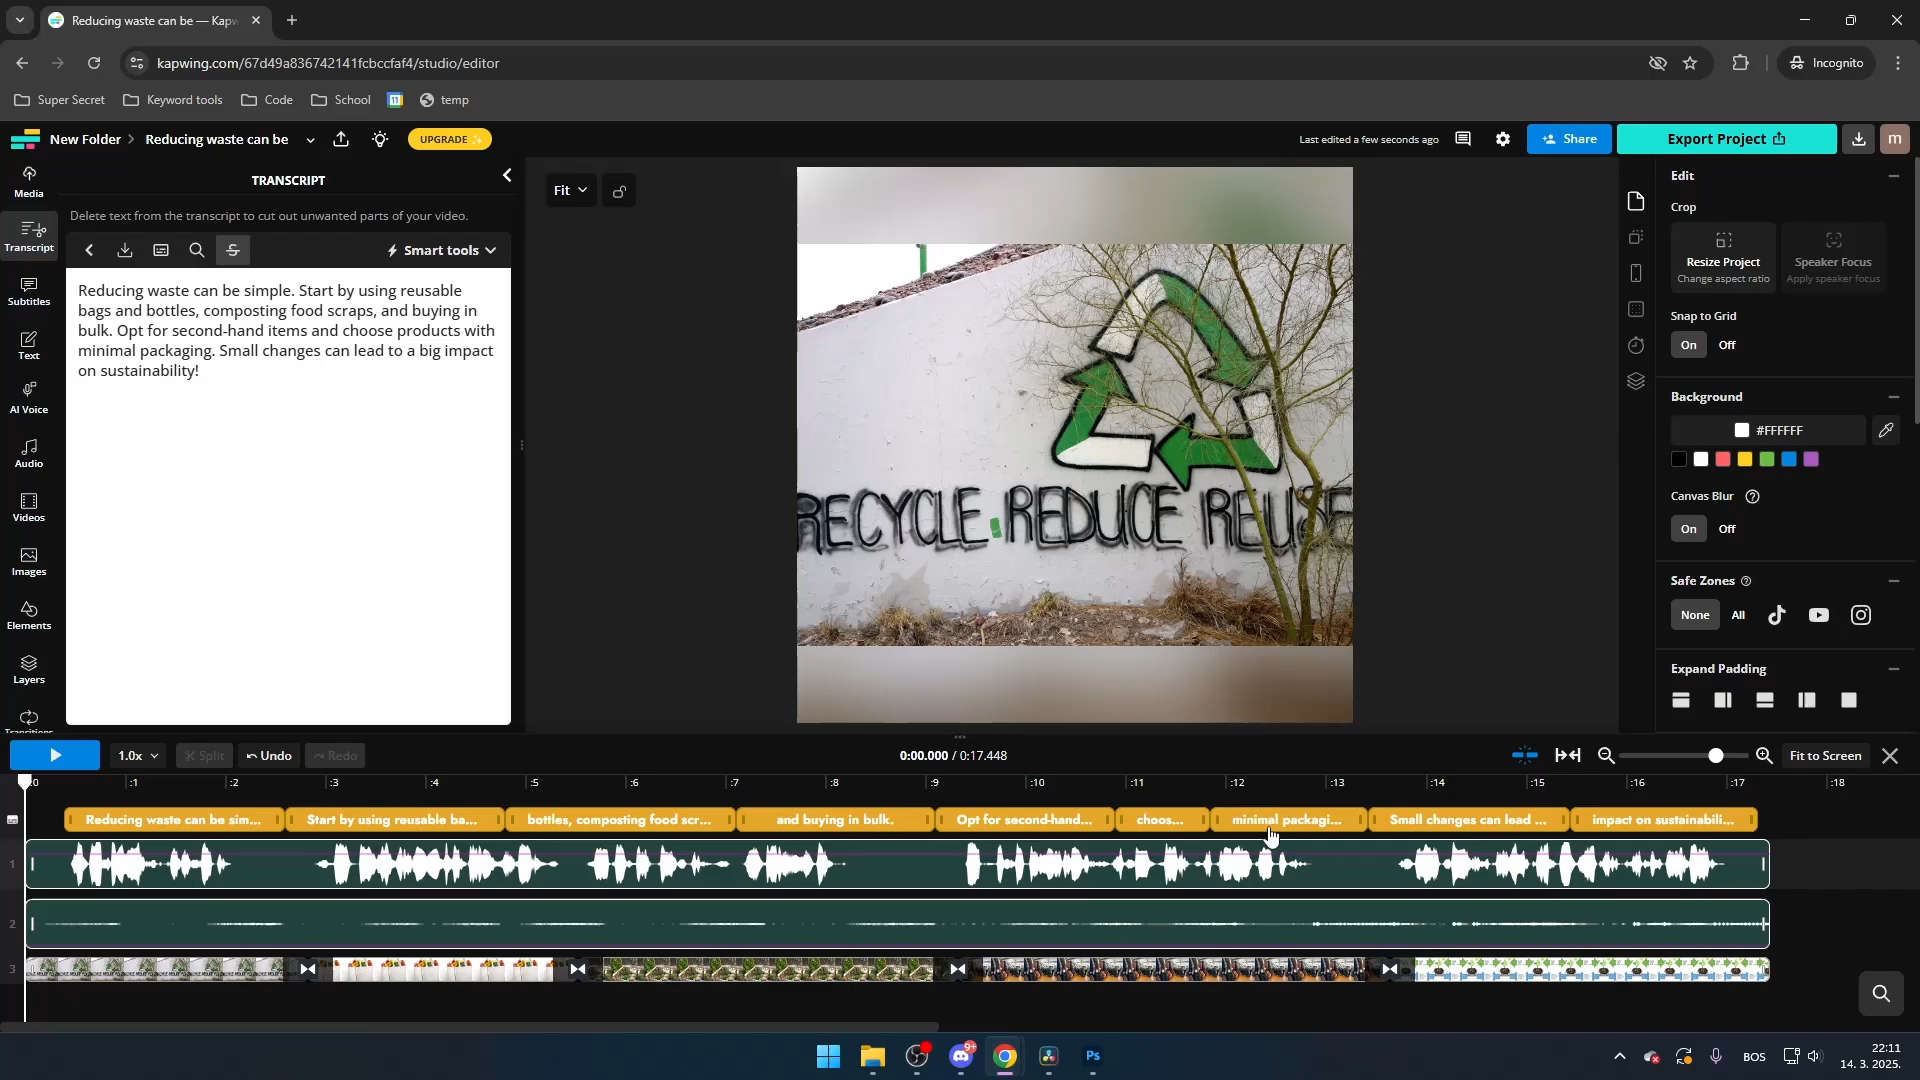 Reducing waste can be — Kapw
kapwing.com/67d49a836742141fcbccfaf4/studio/editor
Incognito
Super Secret
Keyword tools
Code
School
11
temp
New Folder > Reducing waste can be
UPGRADE
Last edited a few seconds ago
Share
Export Project
m
Media
Transcript
Subtitles
Text
AI Voice
Audio
Videos
Images
Elements
Layers
Transitions
TRANSCRIPT
Delete text from the transcript to cut out unwanted parts of your video.
Smart tools
Reducing waste can be simple. Start by using reusable
bags and bottles, composting food scraps, and buying in
bulk. Opt for second-hand items and choose products with
minimal packaging. Small changes can lead to a big impact
on sustainability!
Fit
RECYCLE.REDUCE REUSE
Edit
Crop
Resize Project
Change aspect ratio
Speaker Focus
Apply speaker focus
Snap to Grid
On Off
Background
#FFFFFF
Canvas Blur
On Off
Safe Zones
None All
Expand Padding
1.0x
Split
Undo
Redo
0:00.000 / 0:17.448
Fit to Screen
:0 :1 :2 :3 :4 :5 :6 :7 :8 :9 :10 :11 :12 :13 :14 :15 :16 :17 :18
Reducing waste can be sim... Start by using reusable ba... bottles, composting food scr... and buying in bulk. Opt for second-hand... choos... minimal packagi... Small changes can lead ... impact on sustainabili...
1
2
3
9+
Ps
BOS
22:11
14. 3. 2025.